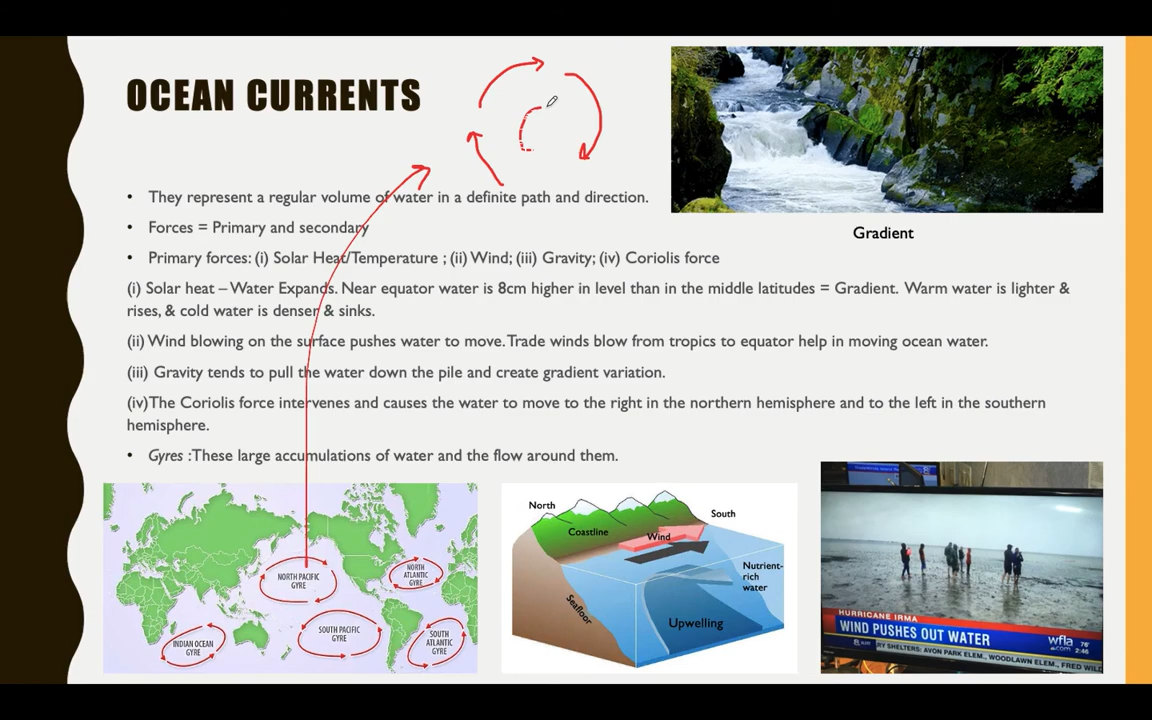 OCEAN CURRENTS
• They represent a regular volume of water in a definite path and direction.
• Forces = Primary and secondary
• Primary forces: (i) Solar Heat/Temperature ; (ii) Wind; (iii) Gravity; (iv) Coriolis force
(i) Solar heat – Water Expands. Near equator water is 8cm higher in level than in the middle latitudes = Gradient. Warm water is lighter &
rises, & cold water is denser & sinks.
(ii) Wind blowing on the surface pushes water to move. Trade winds blow from tropics to equator help in moving ocean water.
(iii) Gravity tends to pull the water down the pile and create gradient variation.
(iv)The Coriolis force intervenes and causes the water to move to the right in the northern hemisphere and to the left in the southern
hemisphere.
• Gyres :These large accumulations of water and the flow around them.
Gradient
NORTH PACIFIC
GYRE
NORTH
ATLANTIC
GYRE
INDIAN OCEAN
GYRE
SOUTH PACIFIC
GYRE
SOUTH
ATLANTIC
GYRE
North
South
Coastline
Wind
Nutrient-
rich
water
Seafloor
Upwelling
HURRICANE IRMA
WIND PUSHES OUT WATER
wfla
.com
78°
2:46
RY SHELTERS: AVON PARK ELEM., WOODLAWN ELEM., FRED WILD